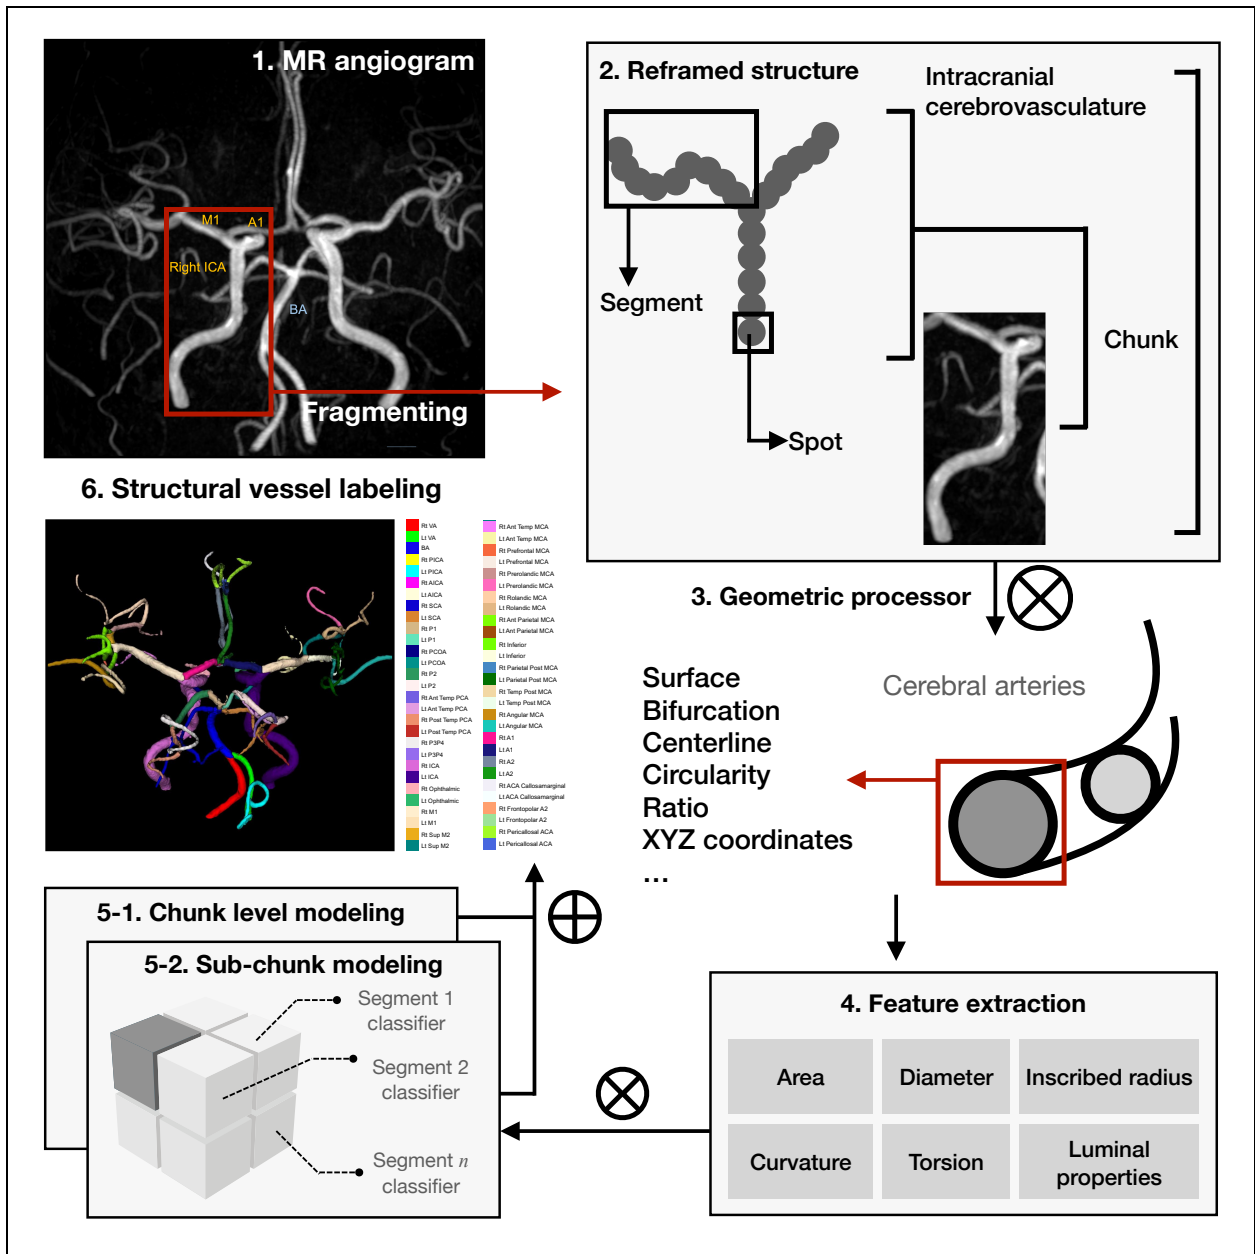 1. MR angiogram
M1
A1
Right ICA
BA
Fragmenting
2. Reframed structure
Intracranial
cerebrovasculature
Segment
Spot
Chunk
3. Geometric processor
Surface
Bifurcation
Centerline
Circularity
Ratio
XYZ coordinates
...
Cerebral arteries
4. Feature extraction
Area
Diameter
Inscribed radius
Curvature
Torsion
Luminal
properties
5-1. Chunk level modeling
5-2. Sub-chunk modeling
Segment 1
classifier
Segment 2
classifier
Segment n
classifier
6. Structural vessel labeling
Rt VA
Lt VA
BA
Rt PICA
Lt PICA
Rt AICA
Lt AICA
Rt SCA
Lt SCA
Rt P1
Lt P1
Rt PCOA
Lt PCOA
Rt P2
Lt P2
Rt Ant Temp PCA
Lt Ant Temp PCA
Rt Post Temp PCA
Lt Post Temp PCA
Rt P3P4
Lt P3P4
Rt ICA
Lt ICA
Rt Ophthalmic
Lt Ophthalmic
Rt M1
Lt M1
Rt Sup M2
Lt Sup M2
Rt Ant Temp MCA
Lt Ant Temp MCA
Rt Prefrontal MCA
Lt Prefrontal MCA
Rt Prerolandic MCA
Lt Prerolandic MCA
Rt Rolandic MCA
Lt Rolandic MCA
Rt Ant Parietal MCA
Lt Ant Parietal MCA
Rt Inferior
Lt Inferior
Rt Parietal Post MCA
Lt Parietal Post MCA
Rt Temp Post MCA
Lt Temp Post MCA
Rt Angular MCA
Lt Angular MCA
Rt A1
Lt A1
Rt A2
Lt A2
Rt ACA Callosamarginal
Lt ACA Callosamarginal
Rt Frontopolar A2
Lt Frontopolar A2
Rt Pericallosal ACA
Lt Pericallosal ACA